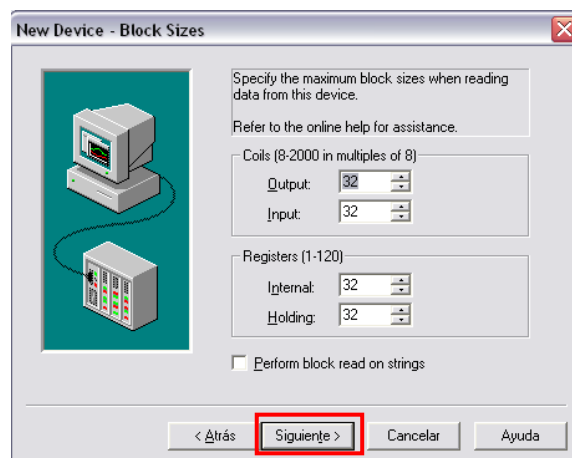 New Device - Block Sizes
Specify the maximum block sizes when reading
data from this device.
Refer to the online help for assistance.
Coils (8-2000 in multiples of 8)
Output: 32
Input: 32
Registers (1-120)
Internal: 32
Holding: 32
Perform block read on strings
< Atrás Siguiente > Cancelar Ayuda